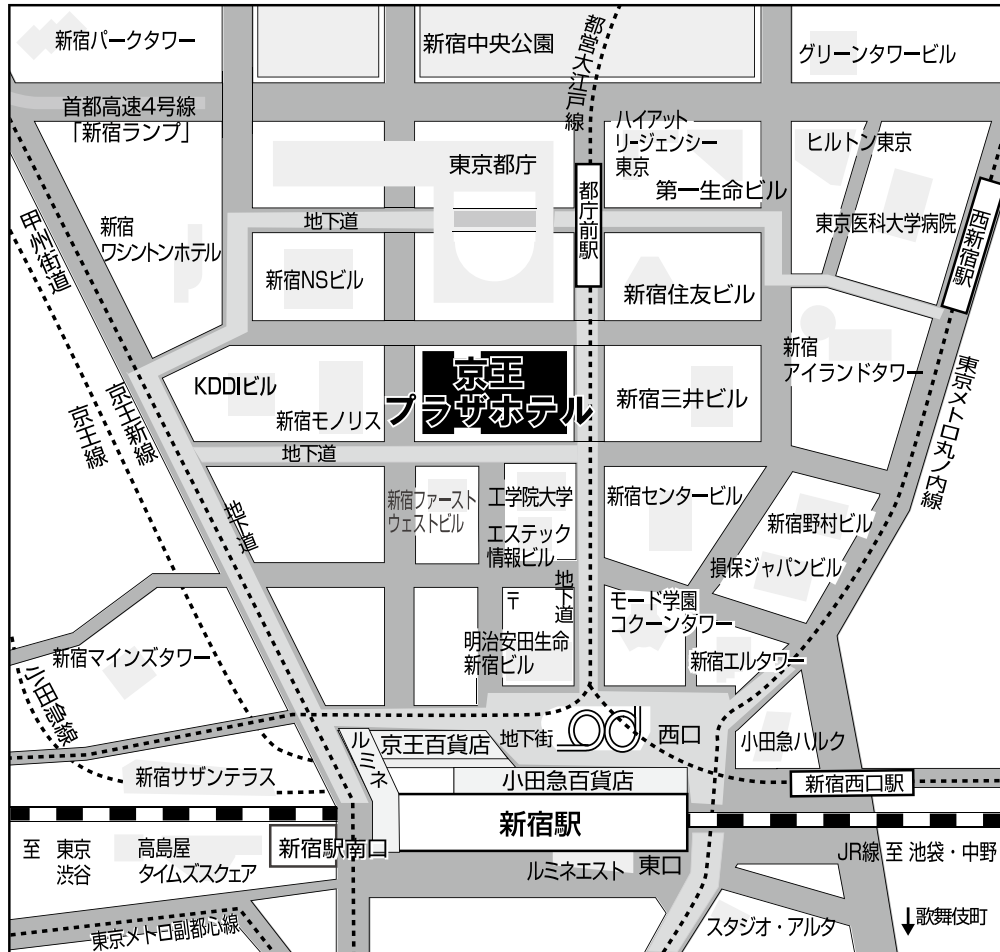 新宿パークタワー
新宿中央公園
都営大江戸線
グリーンタワービル
首都高速4号線
「新宿ランプ」
ハイアット
リージェンシー
東京
ヒルトン東京
東京都庁
第一生命ビル
都庁前駅
甲州街道
新宿
ワシントンホテル
地下道
東京医科大学病院
西新宿駅
新宿NSビル
新宿住友ビル
新宿
アイランドタワー
東京メトロ丸ノ内線
KDDIビル
新宿モノリス
京王
プラザホテル
新宿三井ビル
京王新線
京王線
地下道
地下道
新宿ファースト
ウェストビル
工学院大学
エステック
情報ビル
新宿センタービル
新宿野村ビル
損保ジャパンビル
地下道
〒
モード学園
コクーンタワー
明治安田生命
新宿ビル
新宿エルタワー
新宿マインズタワー
小田急線
ルミネ
京王百貨店
地下街
西口
小田急ハルク
新宿サザンテラス
小田急百貨店
新宿西口駅
新宿駅
至 東京
渋谷
高島屋
タイムズスクェア
新宿駅南口
ルミネエスト
東口
JR線 至 池袋・中野
東京メトロ副都心線
スタジオ・アルタ
↓歌舞伎町